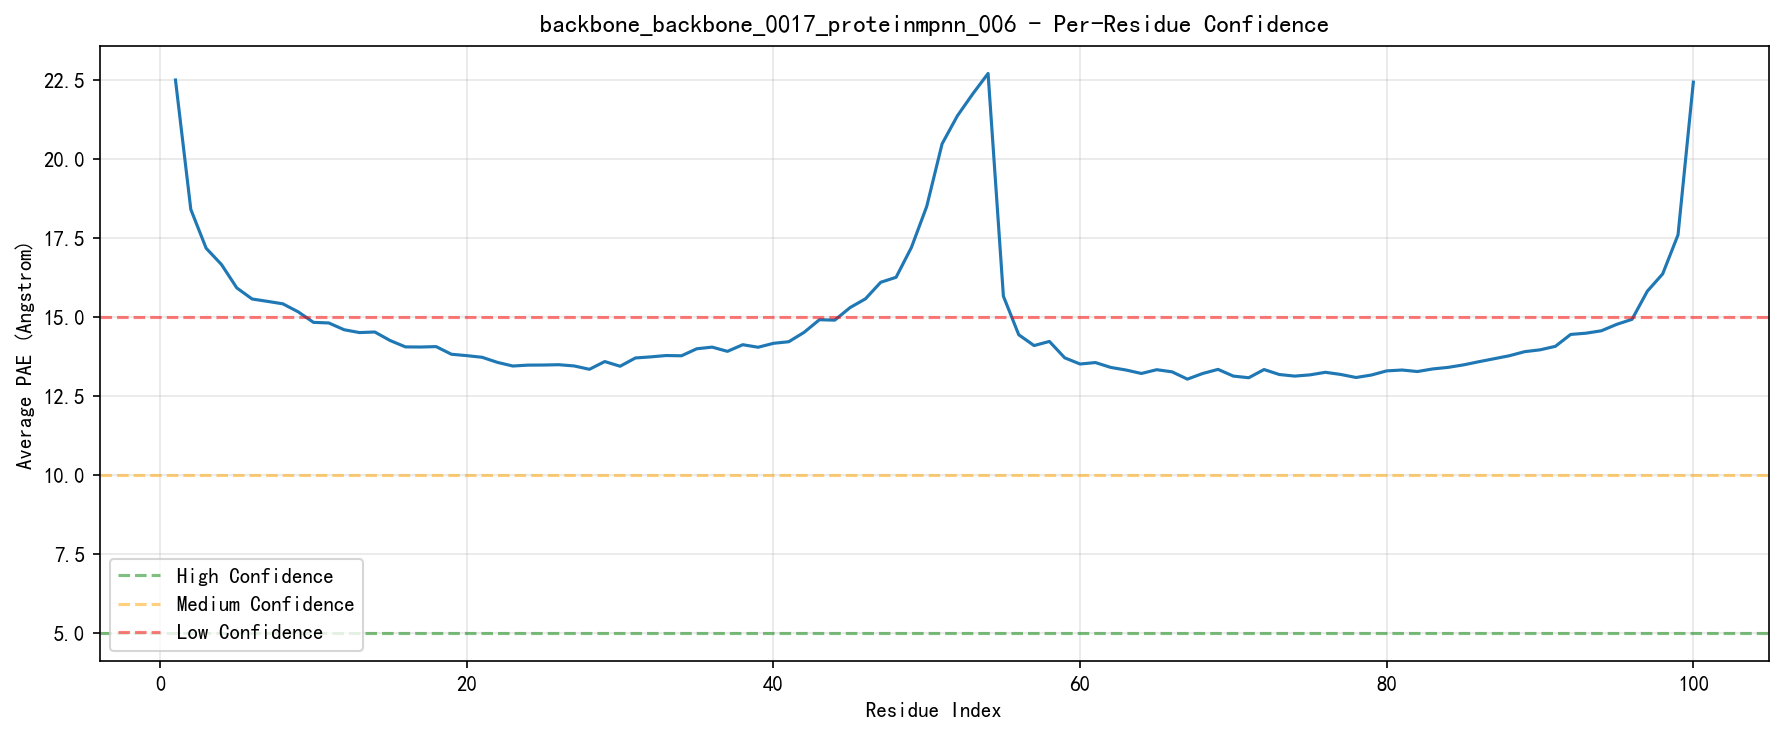 backbone_backbone_0017_proteinmpnn_006 - Per-Residue Confidence
Average PAE (Angstrom)
22.5
20.0
17.5
15.0
12.5
10.0
7.5
5.0
High Confidence
Medium Confidence
Low Confidence
0 20 40 60 80 100
Residue Index